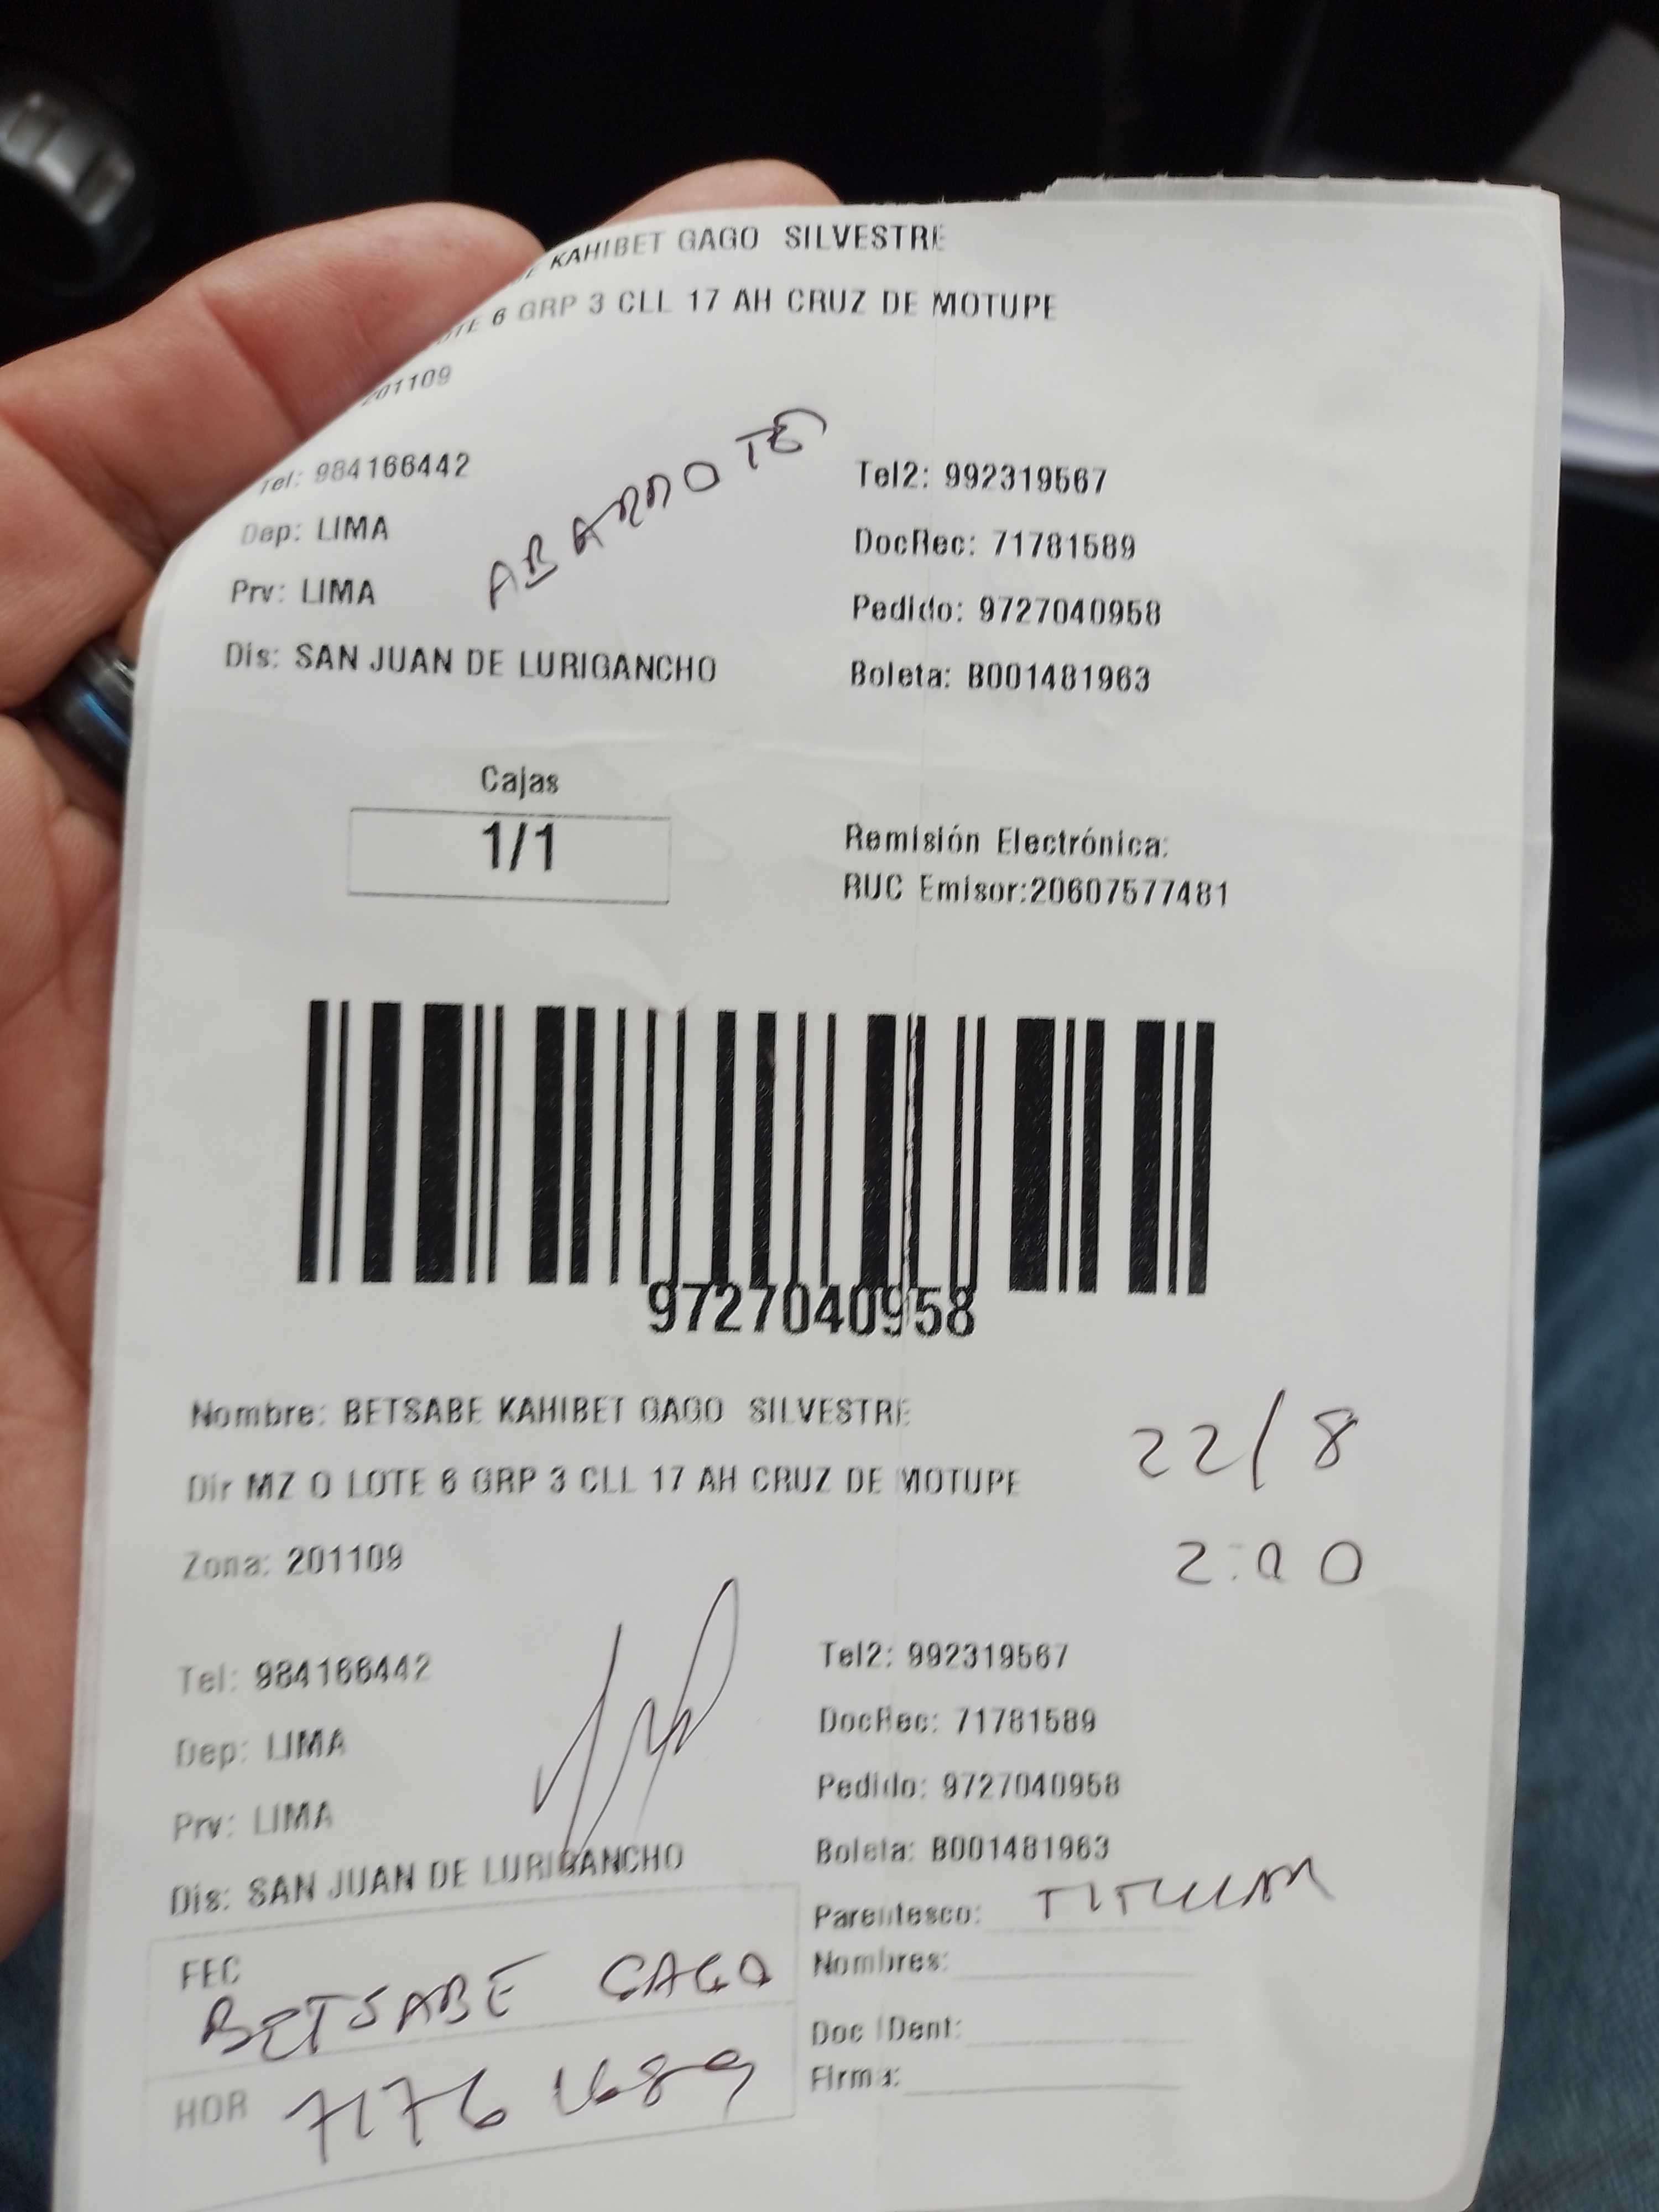 KAHIBET GAGO SILVESTRE
6 GRP 3 CLL 17 AH CRUZ DE MOTUPE
201109
Tel: 984166442
Tel2: 992319567
Dep: LIMA
DocRec: 71781589
Prv: LIMA
Pedido: 9727040958
Dis: SAN JUAN DE LURIGANCHO
Boleta: B001481963
Cajas
1/1
Remisión Electrónica:
RUC Emisor:20607577481
9727040958
Nombre: BETSABE KAHIBET GAGO SILVESTRE
22/8
Dir MZ O LOTE 6 GRP 3 CLL 17 AH CRUZ DE MOTUPE
Zona: 201109
2:00
Tel: 984166442
Tel2: 992319567
Dep: LIMA
DocRec: 71781589
Prv: LIMA
Pedido: 9727040958
Dis: SAN JUAN DE LURIGANCHO
Boleta: B001481963
Parentesco: TITULAR
FEC
BETSABE GAGO
Nombres:
Doc IDent:
HOR
Firma: